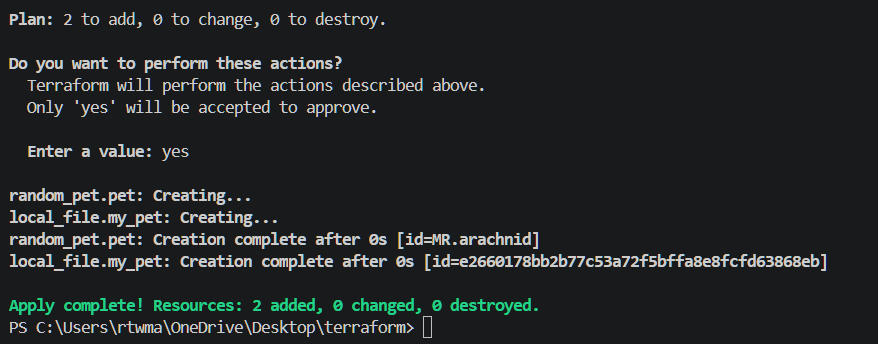 Plan: 2 to add, 0 to change, 0 to destroy.
Do you want to perform these actions?
Terraform will perform the actions described above.
Only 'yes' will be accepted to approve.
Enter a value: yes
random_pet.pet: Creating...
local_file.my_pet: Creating...
random_pet.pet: Creation complete after 0s [id=MR.arachnid]
local_file.my_pet: Creation complete after 0s [id=e2660178bb2b77c53a72f5bffa8e8fcfd63868eb]
Apply complete! Resources: 2 added, 0 changed, 0 destroyed.
PS C:\Users\rtwma\OneDrive\Desktop\terraform>